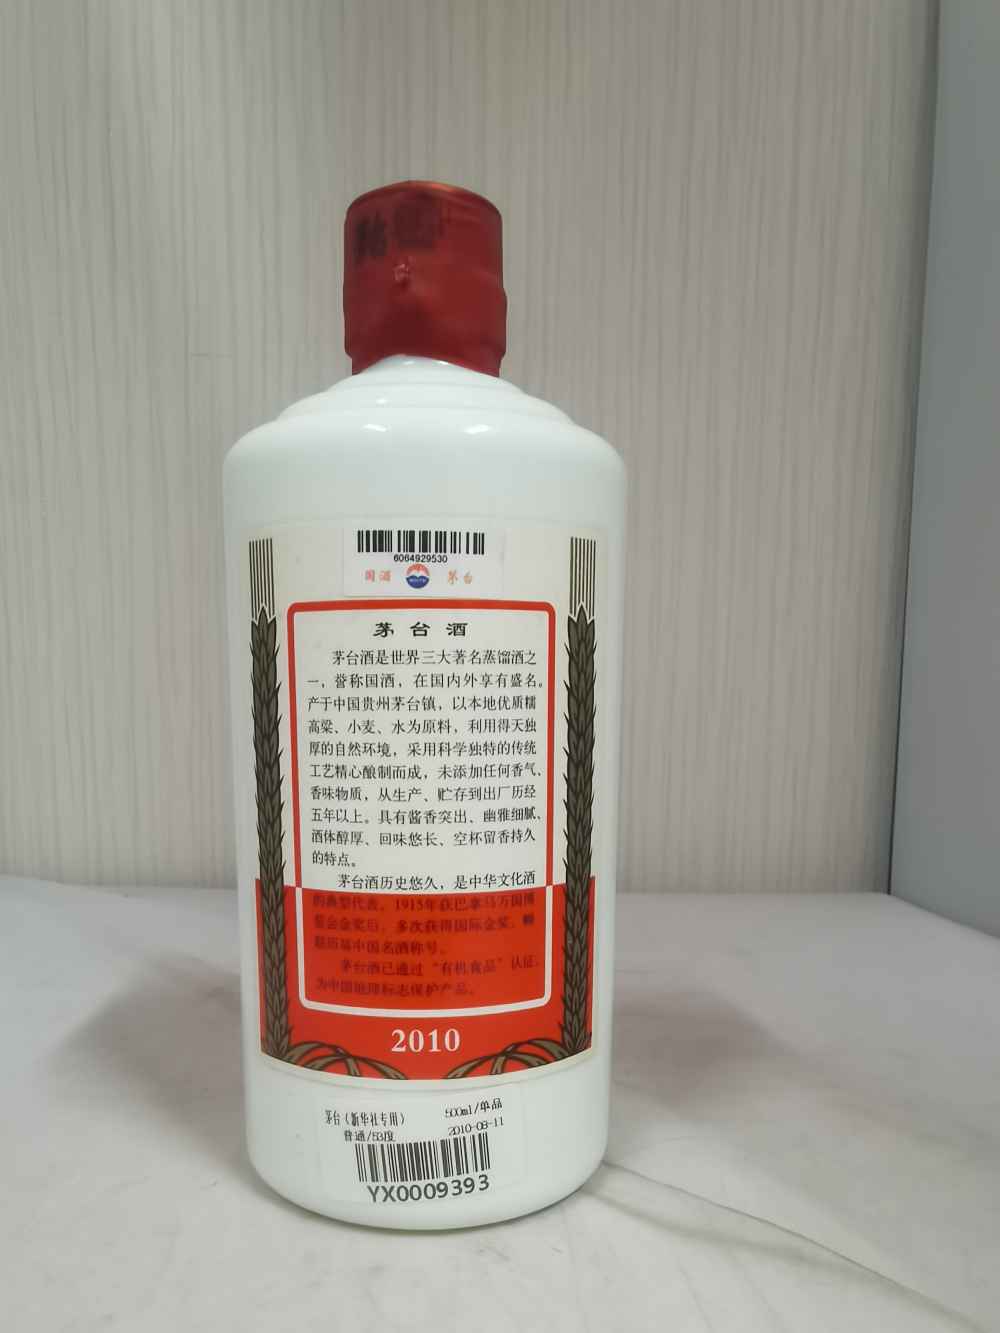 6064929530
国酒 茅台
茅台酒
茅台酒是世界三大著名蒸馏酒之
一，誉称国酒，在国内外享有盛名。
产于中国贵州茅台镇，以本地优质糯
高粱、小麦、水为原料，利用得天独
厚的自然环境，采用科学独特的传统
工艺精心酿制而成，未添加任何香气、
香味物质，从生产、贮存到出厂历经
五年以上。具有酱香突出、幽雅细腻、
酒体醇厚、回味悠长、空杯留香持久
的特点。
茅台酒历史悠久，是中华文化酒
的典型代表。1915年获巴拿马万国博
览会金奖后，多次获得国际金奖，蝉
联历届中国名酒称号。
茅台酒已通过“有机食品”认证，
为中国地理标志保护产品。
2010
茅台（新华社专用） 500ml/单品
普通/53度 2010-08-11
YX0009393